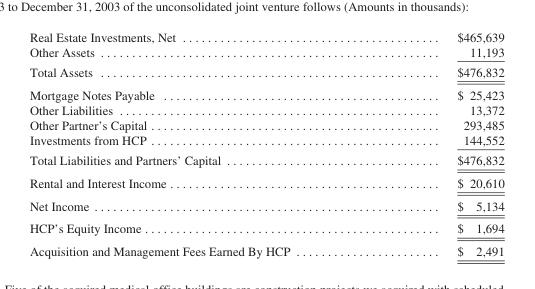 3 to December 31, 2003 of the unconsolidated joint venture follows (Amounts in thousands):
Real Estate Investments, Net ........................................ $465,639
Other Assets ........................................ 11,193
Total Assets ........................................ $476,832
Mortgage Notes Payable ........................................ $ 25,423
Other Liabilities ........................................ 13,372
Other Partner's Capital ........................................ 293,485
Investments from HCP ........................................ 144,552
Total Liabilities and Partners' Capital ........................................ $476,832
Rental and Interest Income ........................................ $ 20,610
Net Income ........................................ $ 5,134
HCP's Equity Income ........................................ $ 1,694
Acquisition and Management Fees Earned By HCP ........................................ $ 2,491